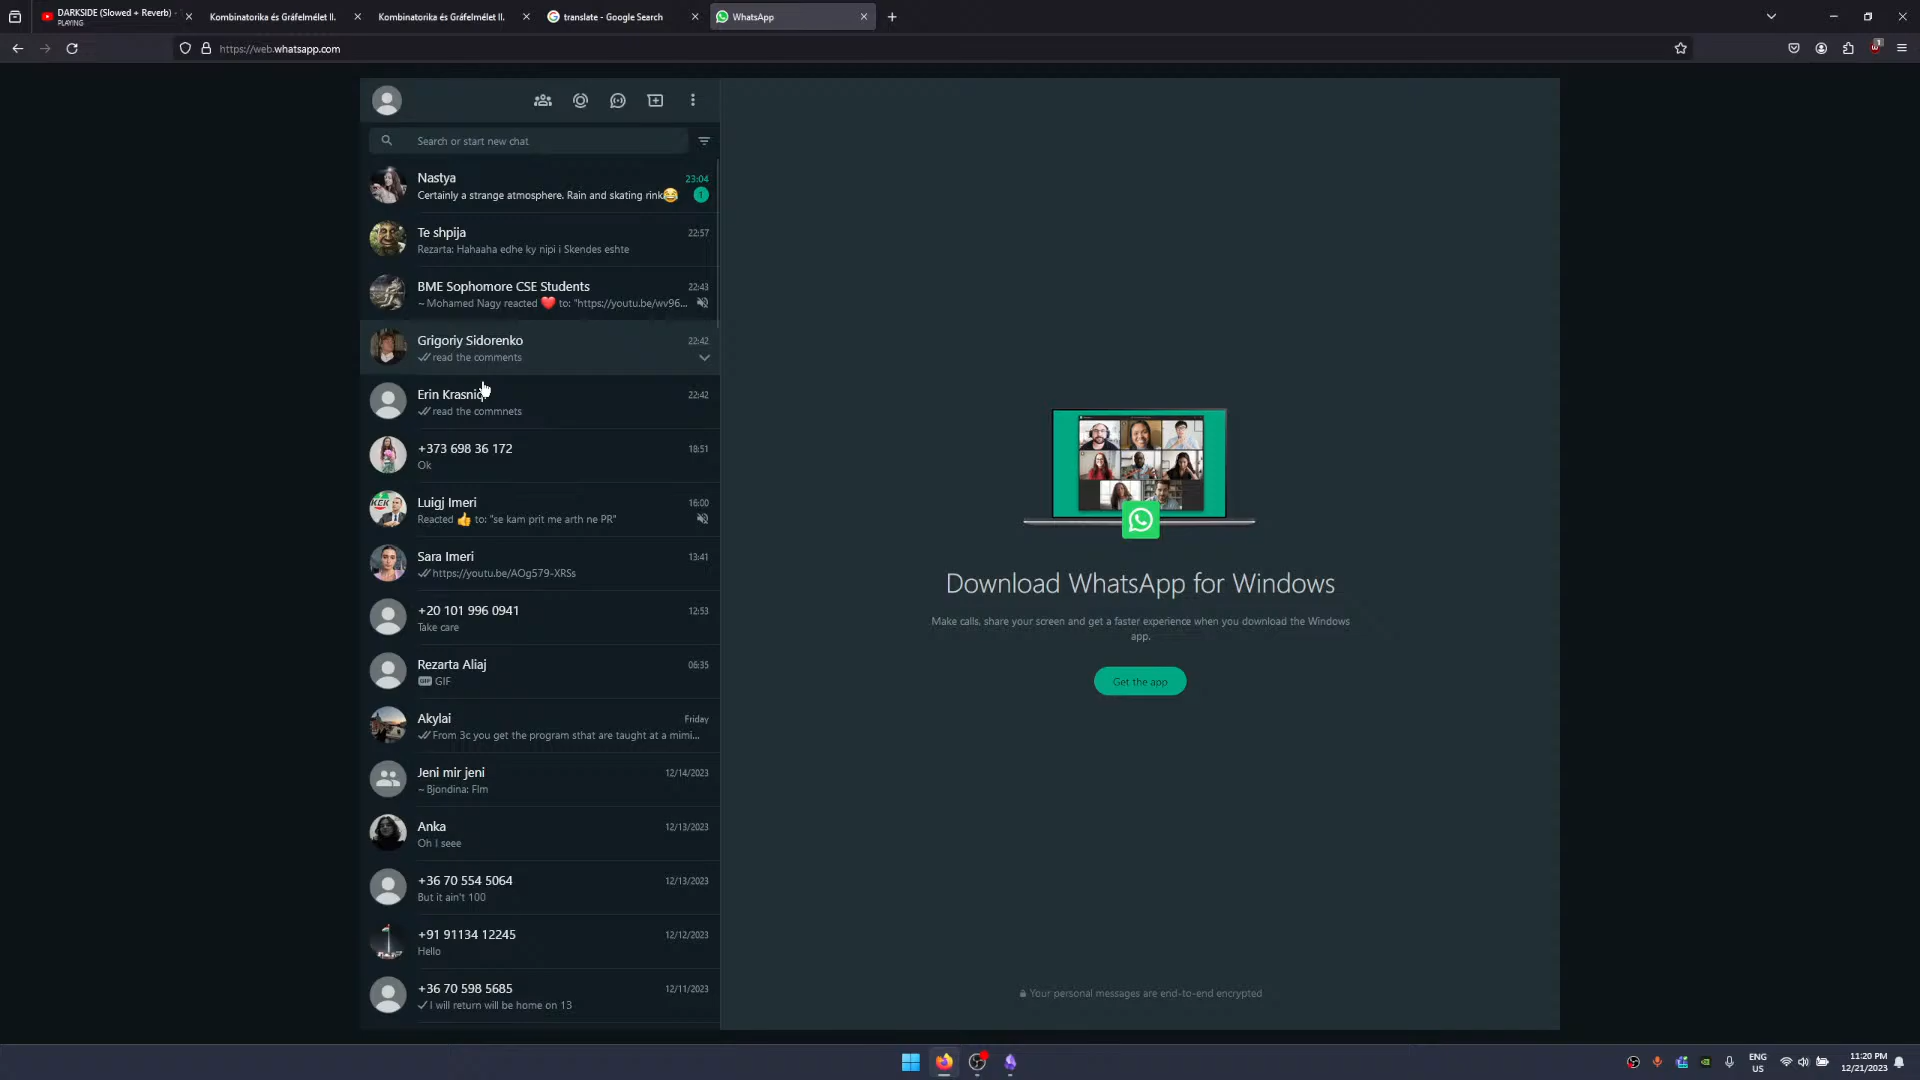 DARKSIDE (Slowed + Reverb) -
PLAYING
Kombinatorika és Gráfelmélet II.
Kombinatorika és Gráfelmélet II.
translate - Google Search
WhatsApp
https://web.whatsapp.com
1
Search or start new chat
Nastya
23:04
Certainly a strange atmosphere. Rain and skating rink😂
1
Te shpija
22:57
Rezarta: Hahaaha edhe ky nipi i Skendes eshte
BME Sophomore CSE Students
22:43
~ Mohamed Nagy reacted ❤️ to: "https://youtu.be/wv96...
Grigoriy Sidorenko
22:42
read the comments
Erin Krasniq
22:42
read the commnets
+373 698 36 172
18:51
Ok
KEK
Luigj Imeri
16:00
Reacted 👍 to: "se kam prit me arth ne PR"
Sara Imeri
13:41
https://youtu.be/AOg579-XRSs
+20 101 996 0941
12:53
Take care
Rezarta Aliaj
06:35
GIF GIF
Akylai
Friday
From 3c you get the program sthat are taught at a mimi...
Jeni mir jeni
12/14/2023
~ Bjondina: Flm
Anka
12/13/2023
Oh I seee
+36 70 554 5064
12/13/2023
But it ain't 100
+91 91134 12245
12/12/2023
Hello
+36 70 598 5685
12/11/2023
I will return will be home on 13
Download WhatsApp for Windows
Make calls, share your screen and get a faster experience when you download the Windows
app.
Get the app
Your personal messages are end-to-end encrypted
ENG
US
11:20 PM
12/21/2023